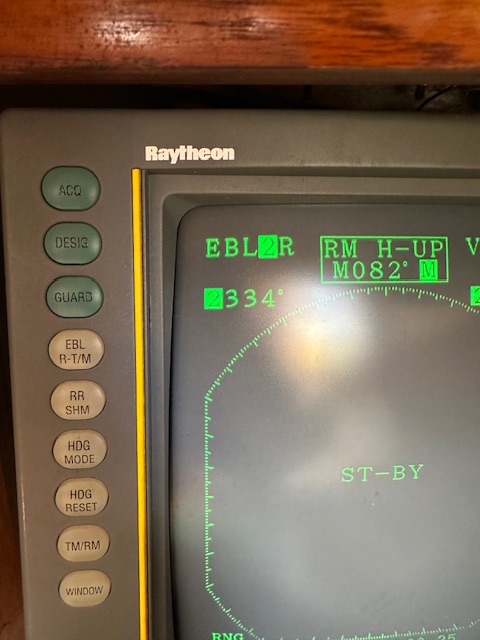 Raytheon
ACQ
DESIG
GUARD
EBL
R-T/M
RR
SHM
HDG
MODE
HDG
RESET
TM/RM
WINDOW
EBL2R
RM H-UP
V
M082° M
2334°
2
ST-BY
RNG